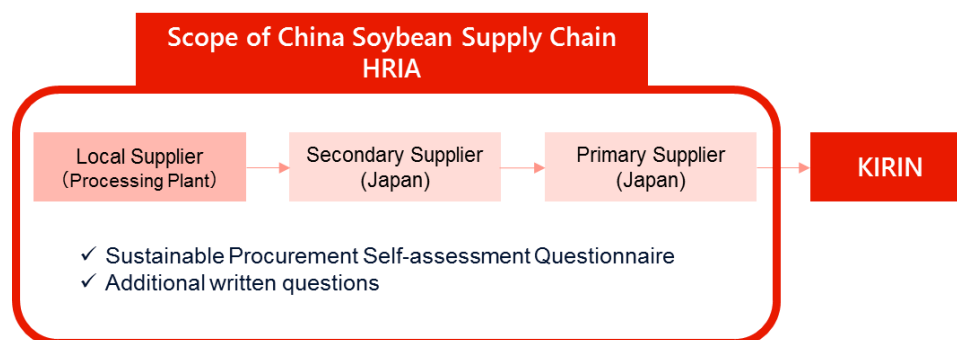 Scope of China Soybean Supply Chain
HRIA
Local Supplier
（Processing Plant）
Secondary Supplier
(Japan)
Primary Supplier
(Japan)
KIRIN
✓ Sustainable Procurement Self-assessment Questionnaire
✓ Additional written questions